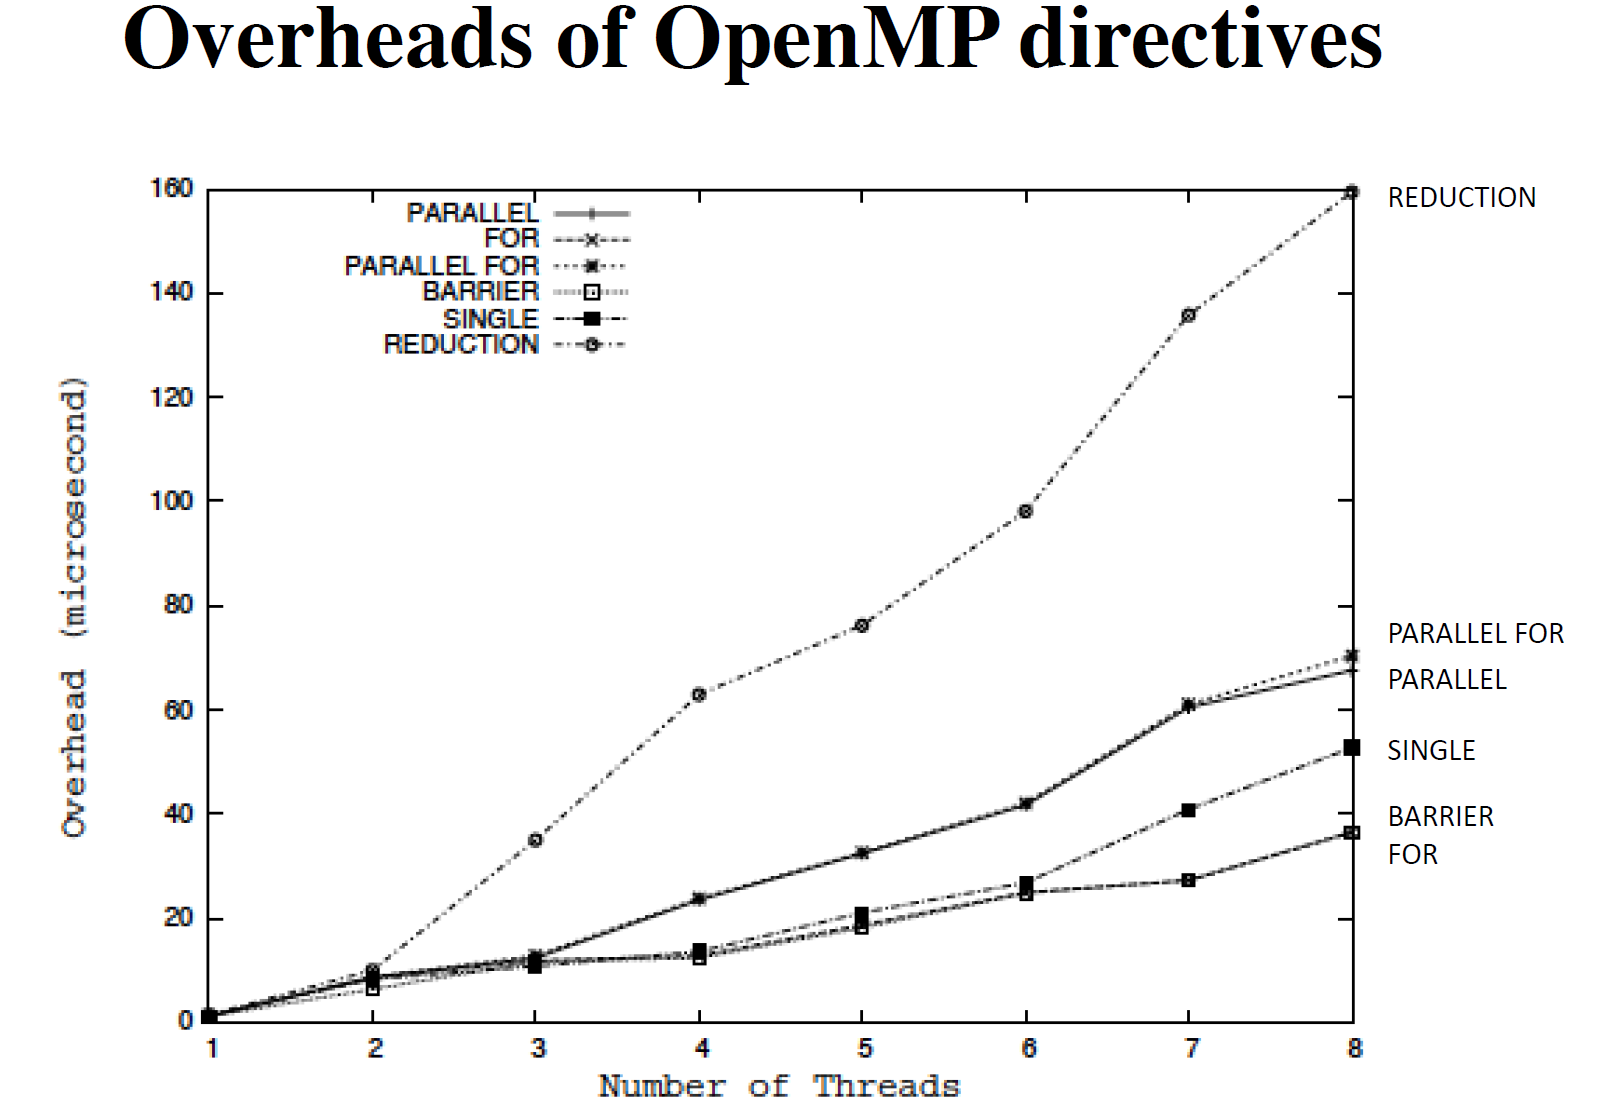 Overheads of OpenMP directives
160
140
120
100
80
60
40
20
0
1 2 3 4 5 6 7 8
Overhead (microsecond)
Number of Threads
PARALLEL
FOR
PARALLEL FOR
BARRIER
SINGLE
REDUCTION
REDUCTION
PARALLEL FOR
PARALLEL
SINGLE
BARRIER
FOR